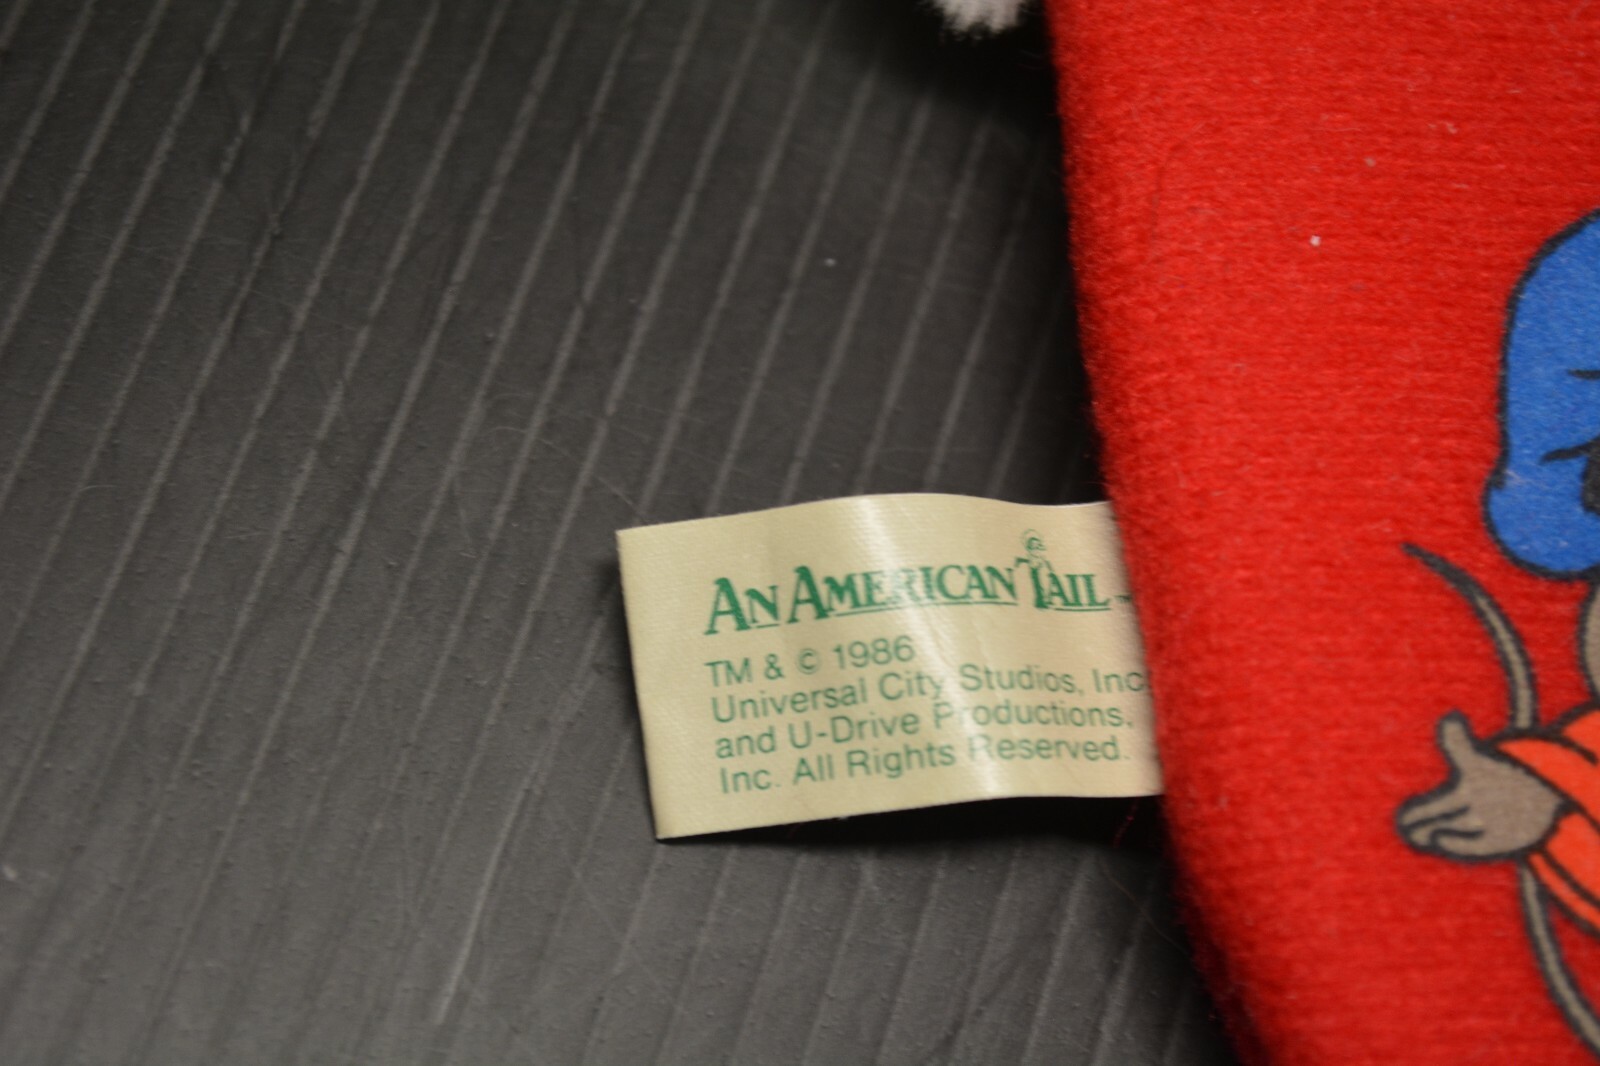 AN AMERICAN TAIL
TM & © 1986
Universal City Studios, Inc
and U-Drive Productions,
Inc. All Rights Reserved.